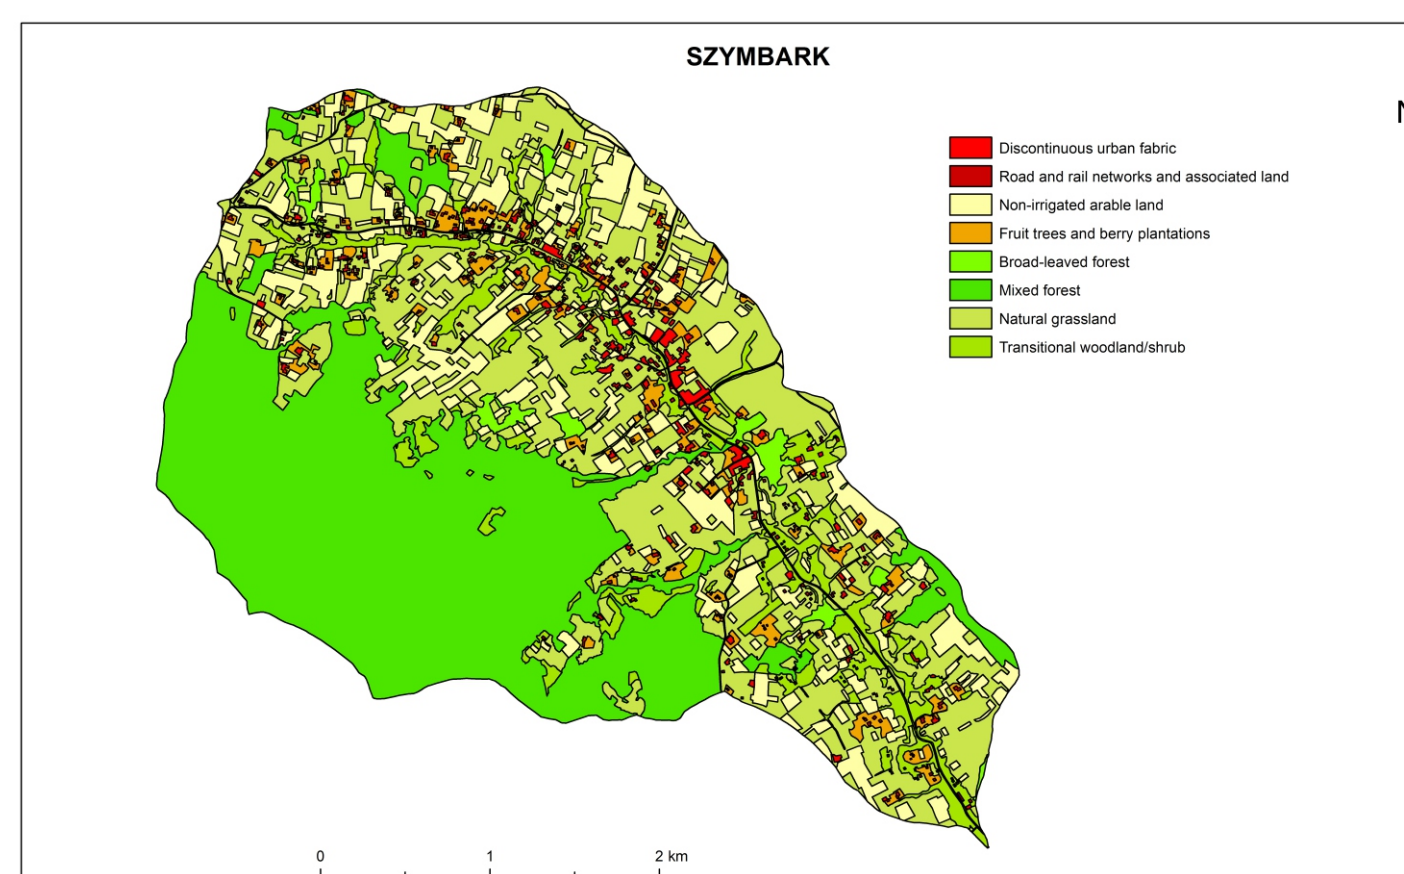 SZYMBARK
N
Discontinuous urban fabric
Road and rail networks and associated land
Non-irrigated arable land
Fruit trees and berry plantations
Broad-leaved forest
Mixed forest
Natural grassland
Transitional woodland/shrub
0 1 2 km